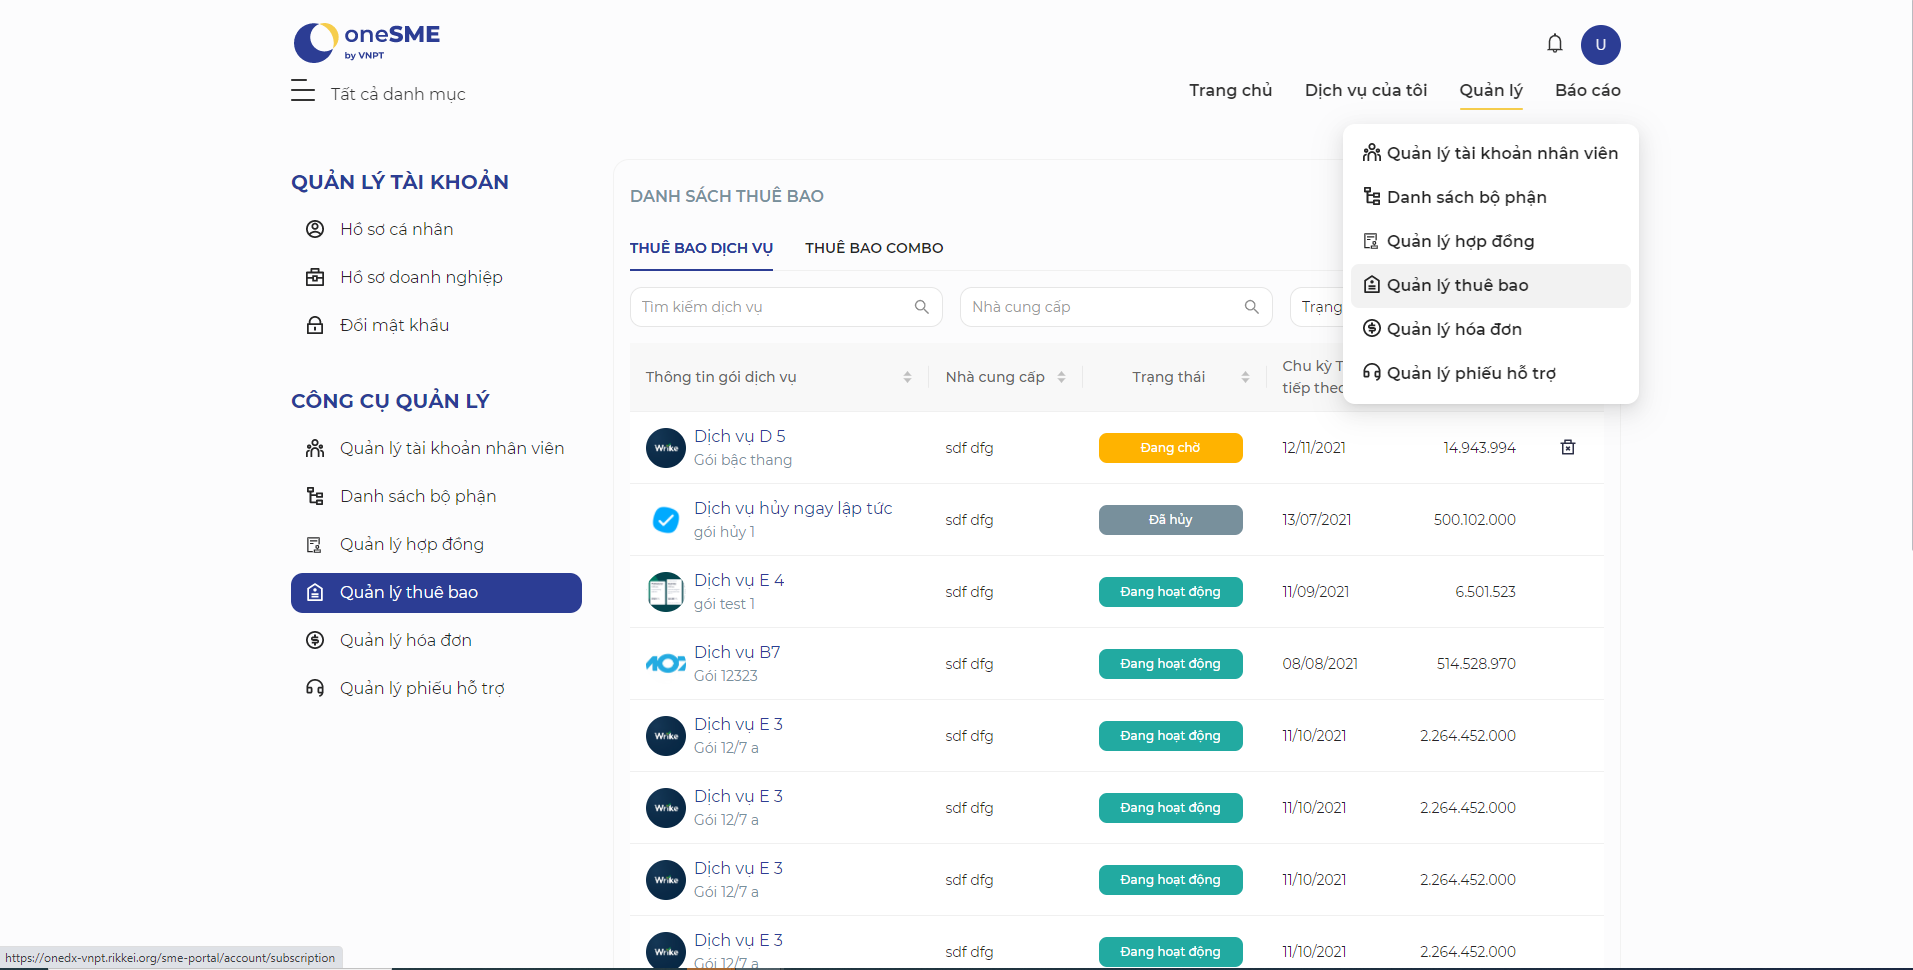 oneSME
by VNPT
U
Tất cả danh mục
Trang chủ
Dịch vụ của tôi
Quản lý
Báo cáo
Quản lý tài khoản nhân viên
Danh sách bộ phận
Quản lý hợp đồng
Quản lý thuê bao
Quản lý hóa đơn
Quản lý phiếu hỗ trợ
QUẢN LÝ TÀI KHOẢN
Hồ sơ cá nhân
Hồ sơ doanh nghiệp
Đổi mật khẩu
CÔNG CỤ QUẢN LÝ
Quản lý tài khoản nhân viên
Danh sách bộ phận
Quản lý hợp đồng
Quản lý thuê bao
Quản lý hóa đơn
Quản lý phiếu hỗ trợ
DANH SÁCH THUÊ BAO
THUÊ BAO DỊCH VỤ
THUÊ BAO COMBO
Tìm kiếm dịch vụ
Nhà cung cấp
Trạng
Thông tin gói dịch vụ
Nhà cung cấp
Trạng thái
Chu kỳ T
tiếp theo
Wrike
Dịch vụ D 5
Gói bậc thang
sdf dfg
Đang chờ
12/11/2021
14.943.994
Dịch vụ hủy ngay lập tức
gói hủy 1
sdf dfg
Đã hủy
13/07/2021
500.102.000
Dịch vụ E 4
gói test 1
sdf dfg
Đang hoạt động
11/09/2021
6.501.523
Dịch vụ B7
Gói 12323
sdf dfg
Đang hoạt động
08/08/2021
514.528.970
Wrike
Dịch vụ E 3
Gói 12/7 a
sdf dfg
Đang hoạt động
11/10/2021
2.264.452.000
Wrike
Dịch vụ E 3
Gói 12/7 a
sdf dfg
Đang hoạt động
11/10/2021
2.264.452.000
Wrike
Dịch vụ E 3
Gói 12/7 a
sdf dfg
Đang hoạt động
11/10/2021
2.264.452.000
Wrike
Dịch vụ E 3
Gói 12/7 a
sdf dfg
Đang hoạt động
11/10/2021
2.264.452.000
https://onedx-vnpt.rikkei.org/sme-portal/account/subscription